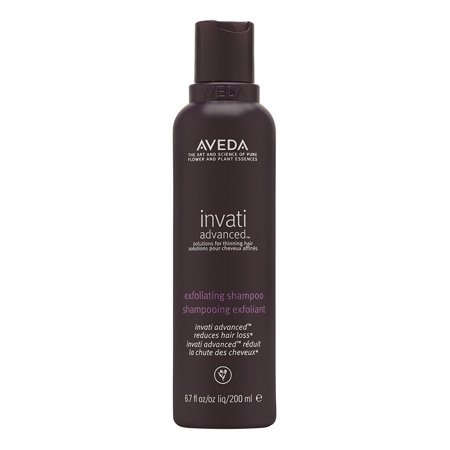 AVEDA
AVEDA
THE ART AND SCIENCE OF PURE
FLOWER AND PLANT ESSENCES
invati
advanced™
solutions for thinning hair
solutions pour cheveux affinés
exfoliating shampoo
shampooing exfoliant
invati advanced™
reduces hair loss*
invati advanced™ réduit
la chute des cheveux*
6.7 fl oz/oz liq/200 ml e